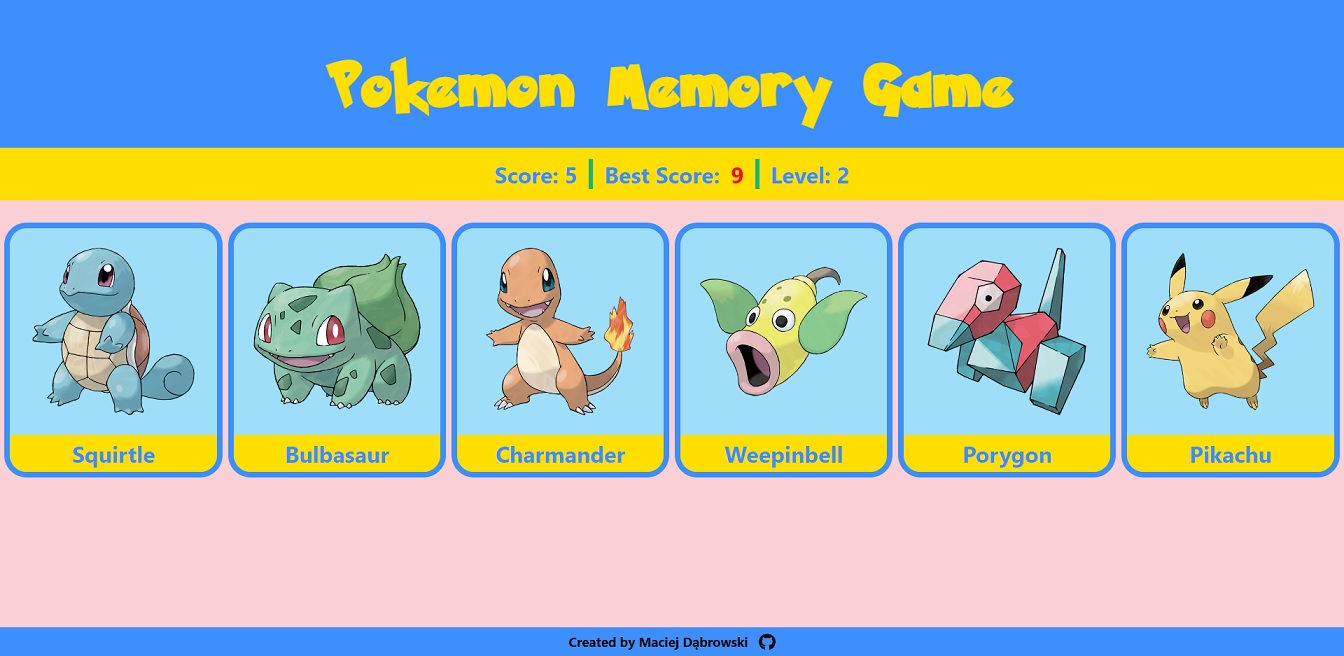 Pokemon Memory Game
Score: 5 | Best Score: 9 | Level: 2
Squirtle
Bulbasaur
Charmander
Weepinbell
Porygon
Pikachu
Created by Maciej Dąbrowski